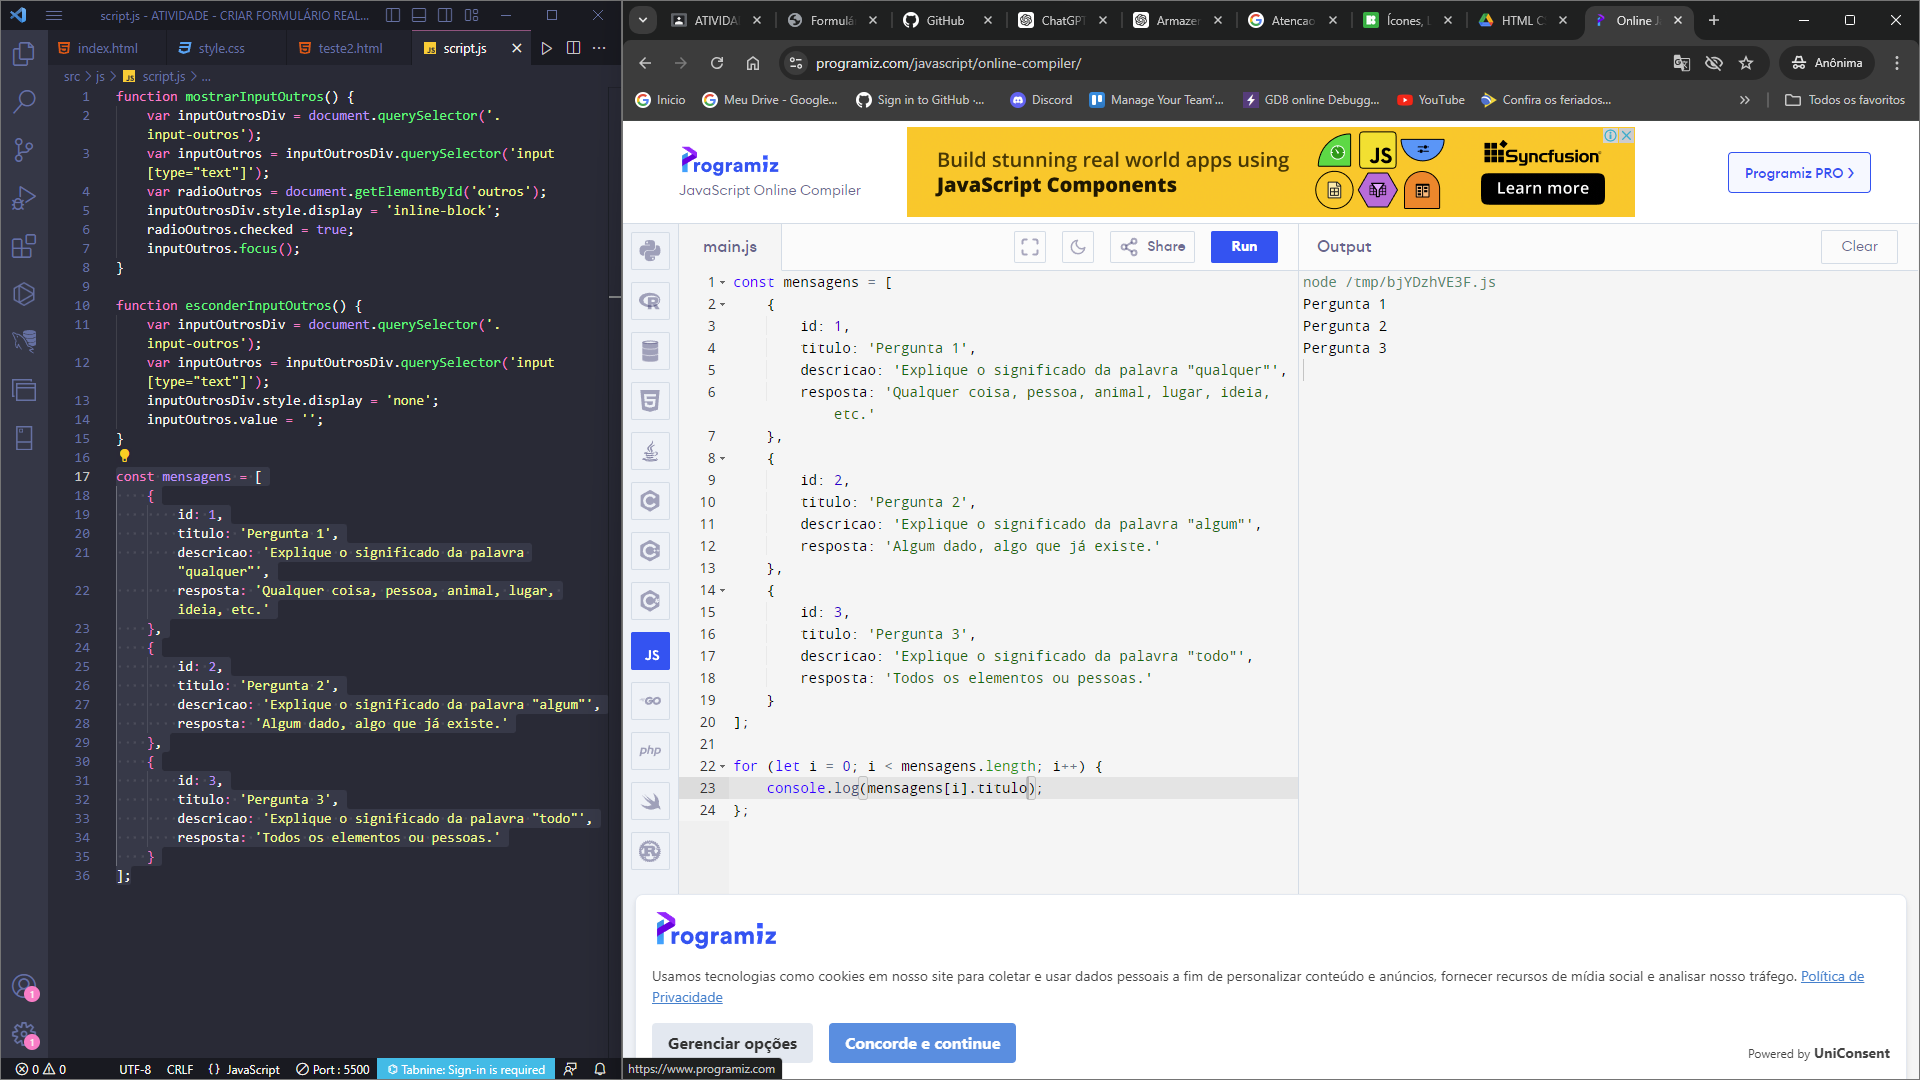 script.js - ATIVIDADE - CRIAR FORMULÁRIO REAL...
index.html
style.css
teste2.html
script.js
src > js > script.js > ...
1 function mostrarInputOutros() {
2 var inputOutrosDiv = document.querySelector('.
input-outros');
3 var inputOutros = inputOutrosDiv.querySelector('input
[type="text"]');
4 var radioOutros = document.getElementById('outros');
5 inputOutrosDiv.style.display = 'inline-block';
6 radioOutros.checked = true;
7 inputOutros.focus();
8 }
9
10 function esconderInputOutros() {
11 var inputOutrosDiv = document.querySelector('.
input-outros');
12 var inputOutros = inputOutrosDiv.querySelector('input
[type="text"]');
13 inputOutrosDiv.style.display = 'none';
14 inputOutros.value = '';
15 }
16
17 const mensagens = [
18 {
19 id: 1,
20 titulo: 'Pergunta 1',
21 descricao: 'Explique o significado da palavra
"qualquer"',
22 resposta: 'Qualquer coisa, pessoa, animal, lugar,
ideia, etc.'
23 },
24 {
25 id: 2,
26 titulo: 'Pergunta 2',
27 descricao: 'Explique o significado da palavra "algum"',
28 resposta: 'Algum dado, algo que já existe.'
29 },
30 {
31 id: 3,
32 titulo: 'Pergunta 3',
33 descricao: 'Explique o significado da palavra "todo"',
34 resposta: 'Todos os elementos ou pessoas.'
35 }
36 ];
1
1
0 0
UTF-8
CRLF
{} JavaScript
Port : 5500
Tabnine: Sign-in is required
ATIVIDA
Formulá
GitHub
ChatGPT
Armazer
Atencao
Ícones, L
HTML C
Online J
programiz.com/javascript/online-compiler/
Anônima
Inicio
Meu Drive - Google...
Sign in to GitHub ·...
Discord
Manage Your Team'...
GDB online Debugg...
YouTube
Confira os feriados...
»
Todos os favoritos
Programiz
JavaScript Online Compiler
Build stunning real world apps using
JavaScript Components
JS
Syncfusion
Learn more
Programiz PRO >
main.js
Share
Run
Output
Clear
JS
GO
php
1 const mensagens = [
2 {
3 id: 1,
4 titulo: 'Pergunta 1',
5 descricao: 'Explique o significado da palavra "qualquer"',
6 resposta: 'Qualquer coisa, pessoa, animal, lugar, ideia,
etc.'
7 },
8 {
9 id: 2,
10 titulo: 'Pergunta 2',
11 descricao: 'Explique o significado da palavra "algum"',
12 resposta: 'Algum dado, algo que já existe.'
13 },
14 {
15 id: 3,
16 titulo: 'Pergunta 3',
17 descricao: 'Explique o significado da palavra "todo"',
18 resposta: 'Todos os elementos ou pessoas.'
19 }
20 ];
21
22 for (let i = 0; i < mensagens.length; i++) {
23 console.log(mensagens[i].titulo);
24 };
node /tmp/bjYDzhVE3F.js
Pergunta 1
Pergunta 2
Pergunta 3
Programiz
Usamos tecnologias como cookies em nosso site para coletar e usar dados pessoais a fim de personalizar conteúdo e anúncios, fornecer recursos de mídia social e analisar nosso tráfego. Política de
Privacidade
Gerenciar opções
Concorde e continue
Powered by UniConsent
https://www.programiz.com